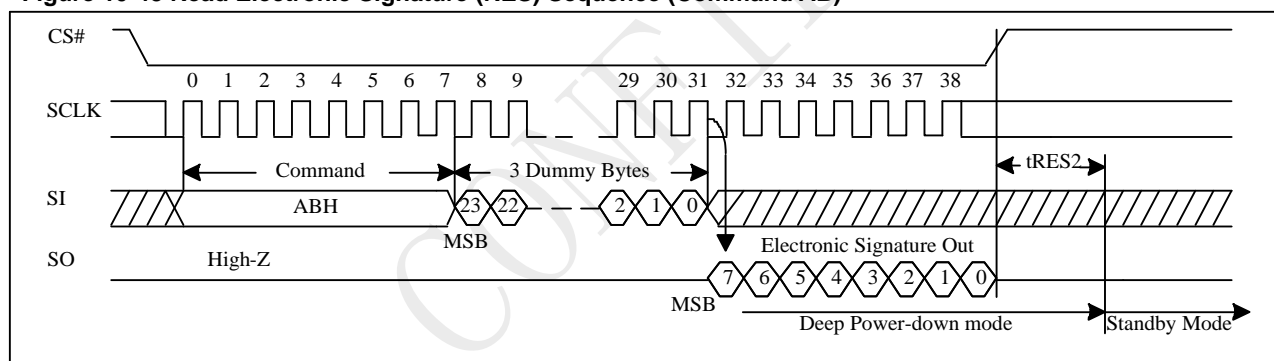 Figure 10-48 Read Electronic Signature (RES) Sequence (Command AB)
CS#
0 1 2 3 4 5 6 7 8 9 29 30 31 32 33 34 35 36 37 38
SCLK
Command 3 Dummy Bytes tRES2
SI ABH 23 22 2 1 0
MSB
SO High-Z Electronic Signature Out
7 6 5 4 3 2 1 0
MSB
Deep Power-down mode Standby Mode